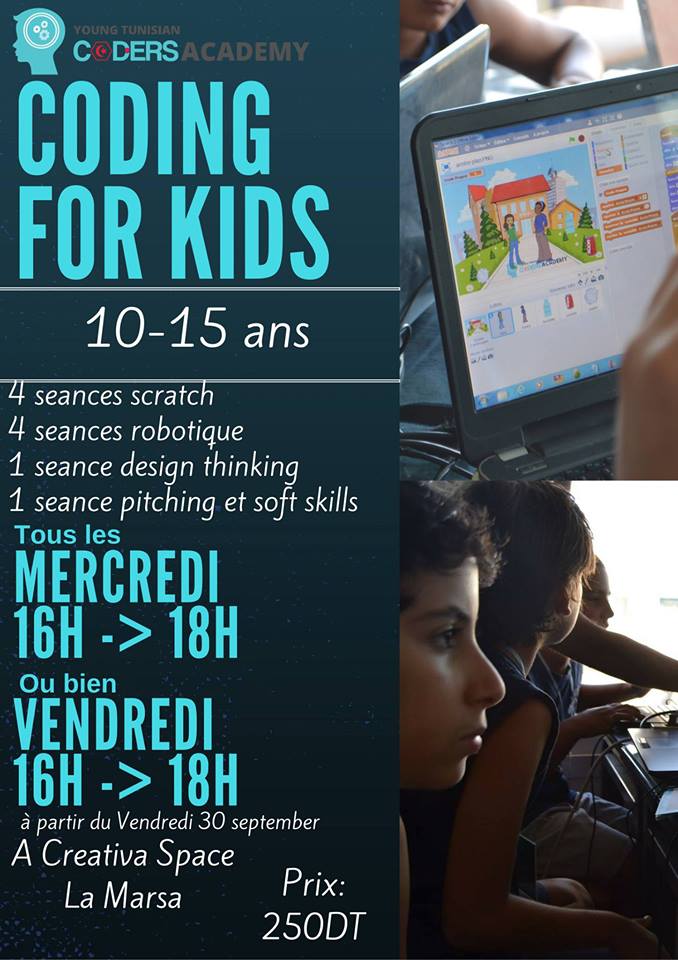 YOUNG TUNISIAN
CODERS ACADEMY
CODING
FOR KIDS
10-15 ans
4 seances scratch
4 seances robotique
1 seance design thinking
1 seance pitching et soft skills
Tous les
MERCREDI
16H -> 18H
Ou bien
VENDREDI
16H -> 18H
à partir du Vendredi 30 september
A Creativa Space
La Marsa
Prix:
250DT